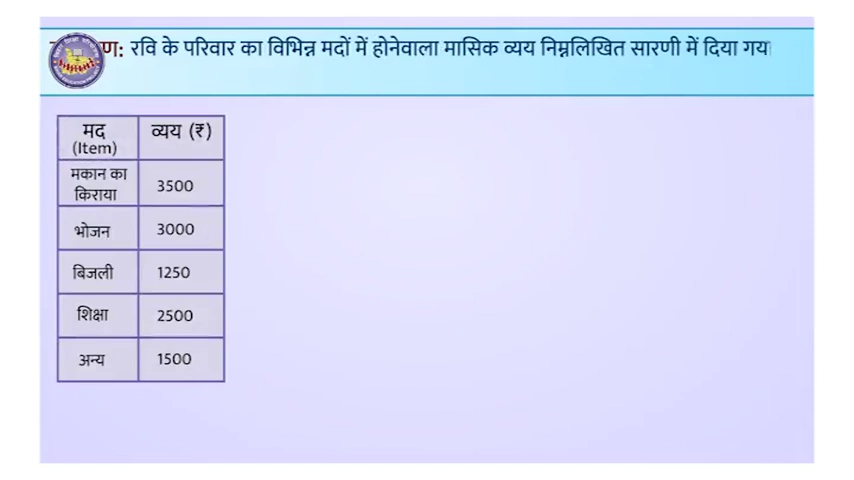 रवि के परिवार का विभिन्न मदों में होनेवाला मासिक व्यय निम्नलिखित सारणी में दिया गया
मद व्यय (₹)
(Item)
मकान का
किराया 3500
भोजन 3000
बिजली 1250
शिक्षा 2500
अन्य 1500